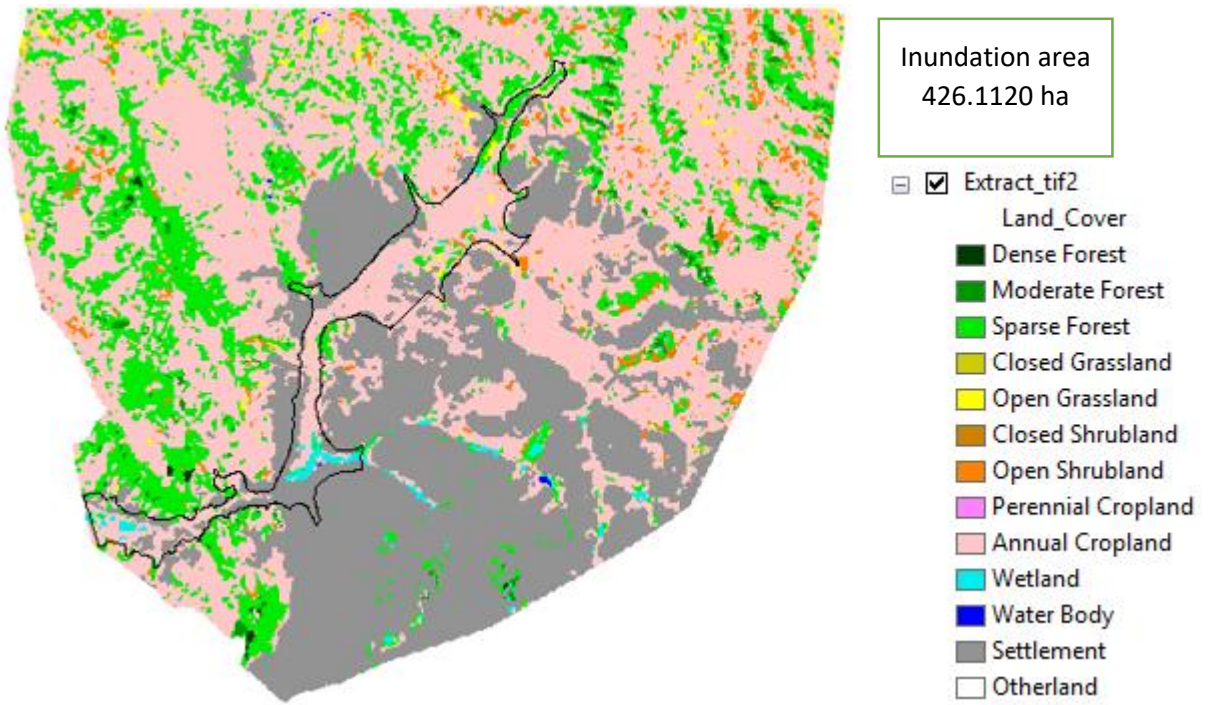 Inundation area
426.1120 ha
Extract_tif2
Land_Cover
Dense Forest
Moderate Forest
Sparse Forest
Closed Grassland
Open Grassland
Closed Shrubland
Open Shrubland
Perennial Cropland
Annual Cropland
Wetland
Water Body
Settlement
Otherland